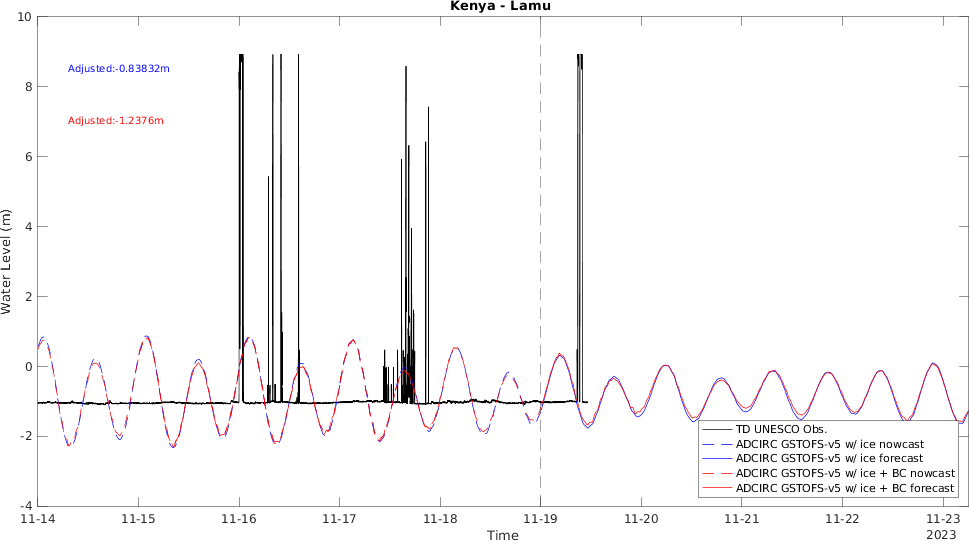 Kenya - Lamu
10
8
6
4
2
0
-2
-4
Water Level (m)
Adjusted:-0.83832m
Adjusted:-1.2376m
TD UNESCO Obs.
ADCIRC GSTOFS-v5 w/ ice nowcast
ADCIRC GSTOFS-v5 w/ ice forecast
ADCIRC GSTOFS-v5 w/ ice + BC nowcast
ADCIRC GSTOFS-v5 w/ ice + BC forecast
11-14 11-15 11-16 11-17 11-18 11-19 11-20 11-21 11-22 11-23
2023
Time